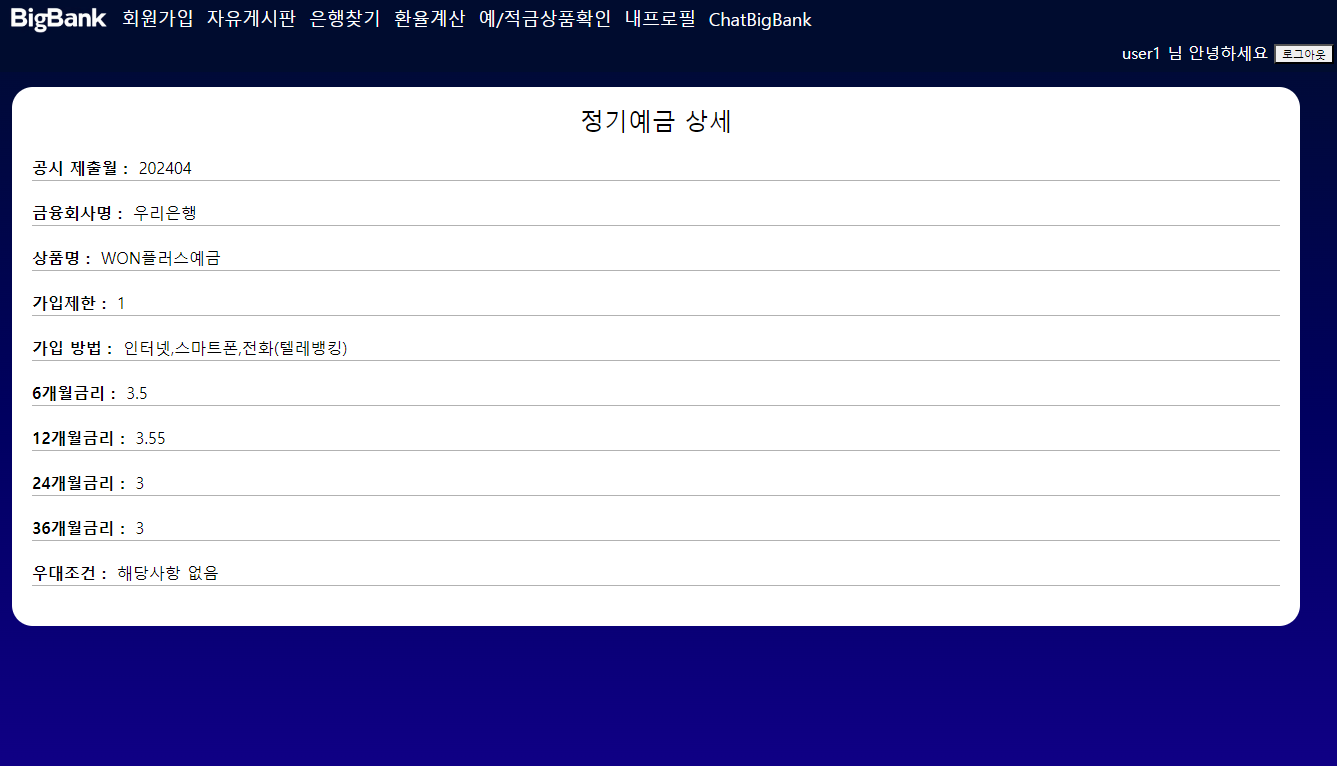 BigBank 회원가입 자유게시판 은행찾기 환율계산 예/적금상품확인 내프로필 ChatBigBank
user1 님 안녕하세요 로그아웃
정기예금 상세
공시 제출월 : 202404
금융회사명 : 우리은행
상품명 : WON플러스예금
가입제한 : 1
가입 방법 : 인터넷,스마트폰,전화(텔레뱅킹)
6개월금리 : 3.5
12개월금리 : 3.55
24개월금리 : 3
36개월금리 : 3
우대조건 : 해당사항 없음